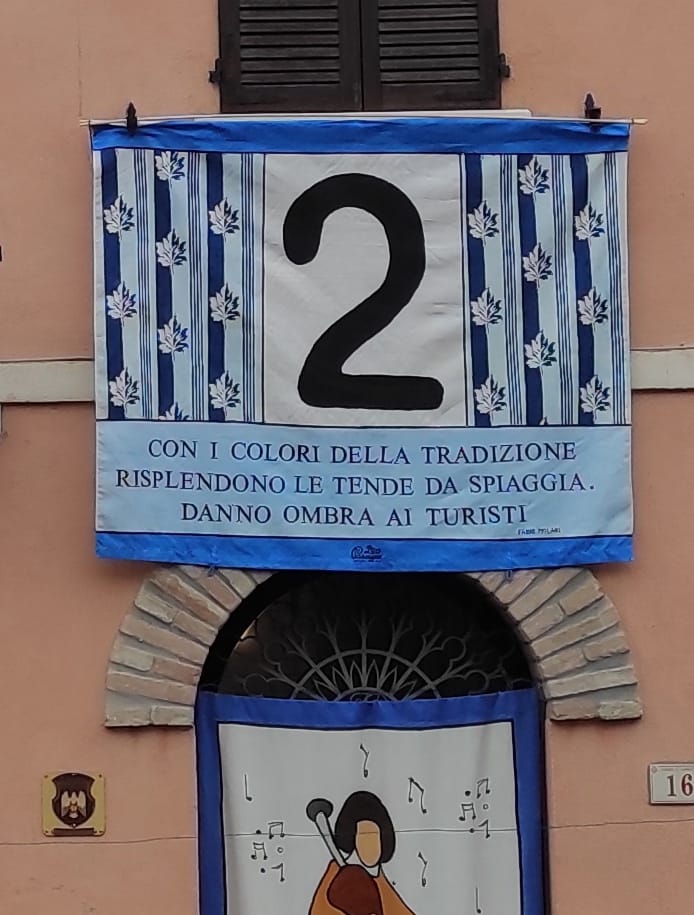 2
CON I COLORI DELLA TRADIZIONE
RISPLENDONO LE TENDE DA SPIAGGIA.
DANNO OMBRA AI TURISTI
16